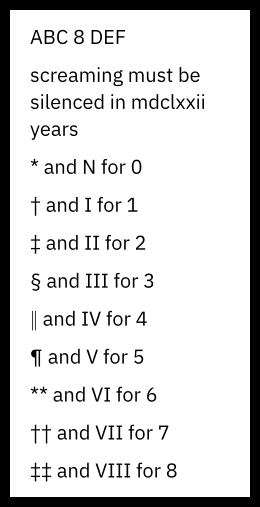 ABC 8 DEF
screaming must be
silenced in mdclxxii
years
* and N for 0
† and I for 1
‡ and II for 2
§ and III for 3
‖ and IV for 4
¶ and V for 5
** and VI for 6
†† and VII for 7
‡‡ and VIII for 8